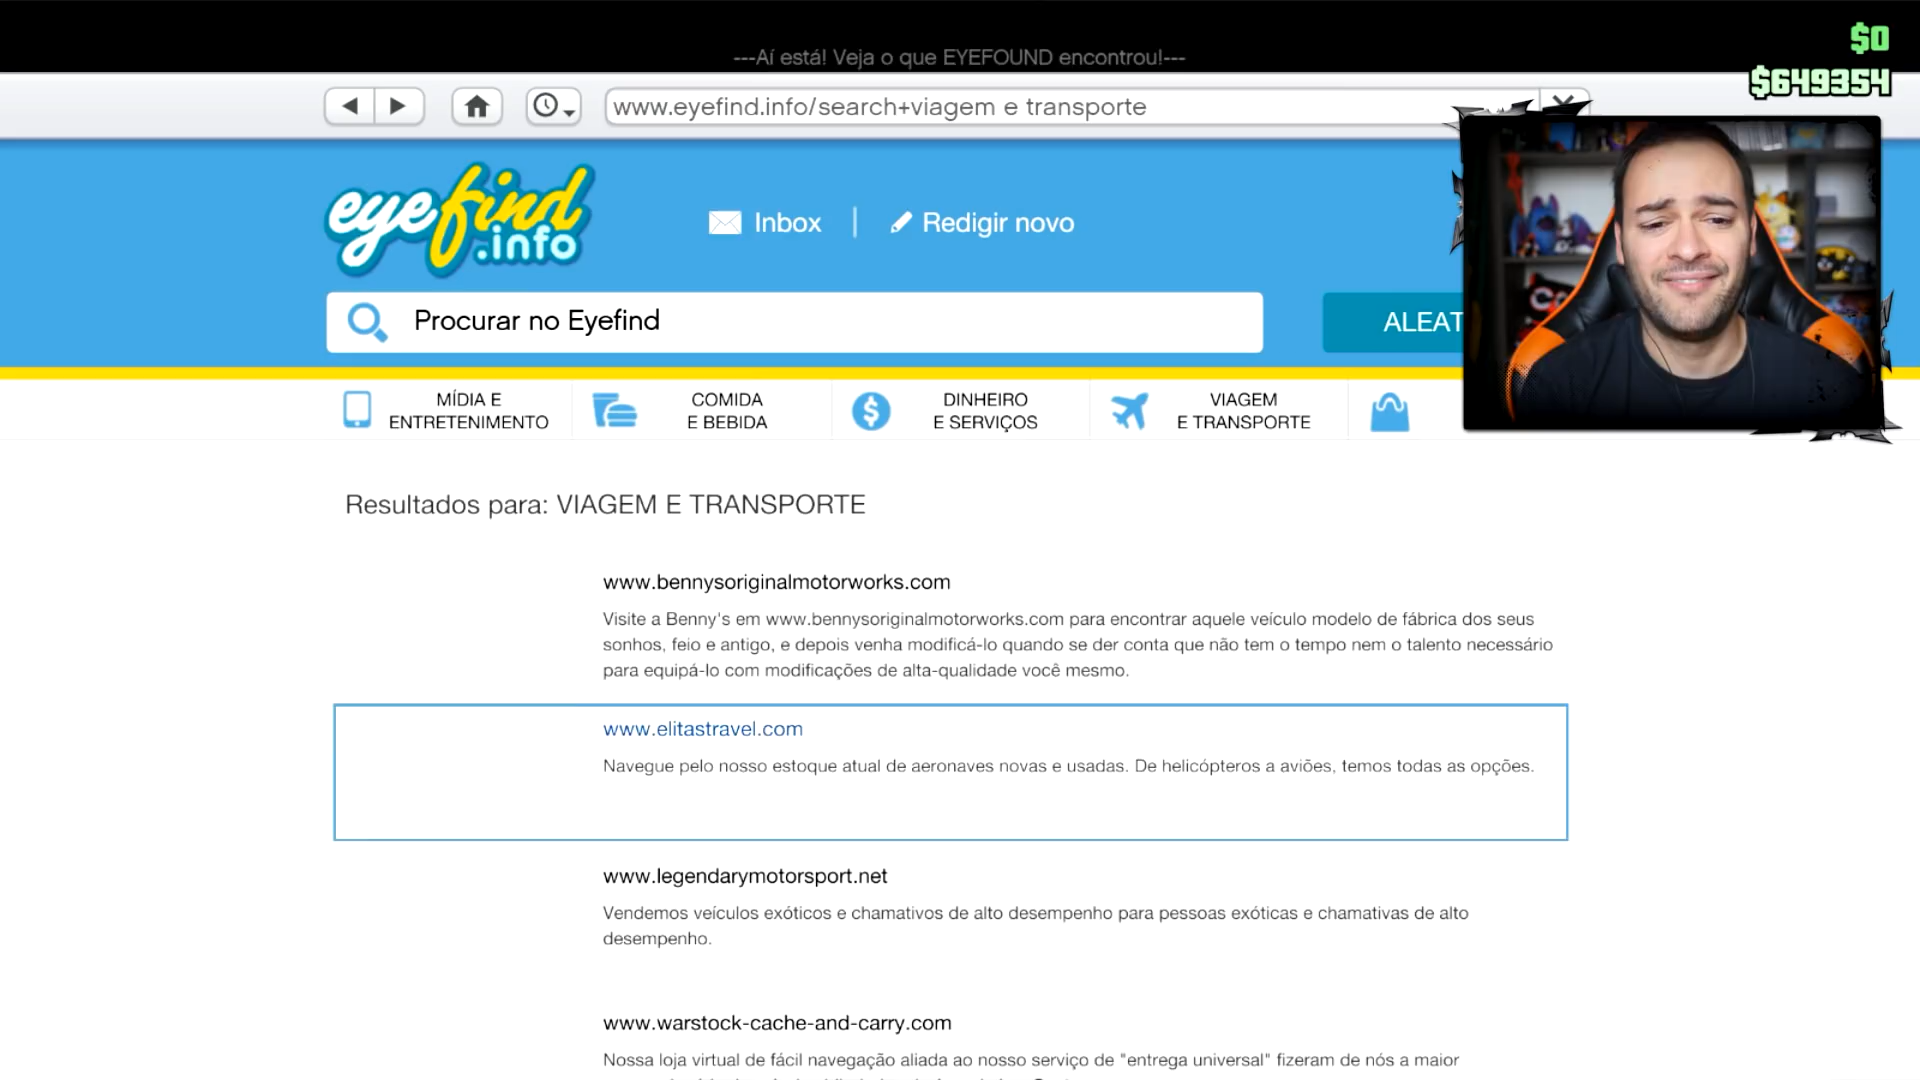 $0
---Aí está! Veja o que EYEFOUND encontrou!---
$649354
www.eyefind.info/search+viagem e transporte
eyefind
.info
Inbox
Redigir novo
Procurar no Eyefind
ALEAT
MÍDIA E
ENTRETENIMENTO
COMIDA
E BEBIDA
DINHEIRO
E SERVIÇOS
VIAGEM
E TRANSPORTE
Resultados para: VIAGEM E TRANSPORTE
www.bennysoriginalmotorworks.com
Visite a Benny's em www.bennysoriginalmotorworks.com para encontrar aquele veículo modelo de fábrica dos seus
sonhos, feio e antigo, e depois venha modificá-lo quando se der conta que não tem o tempo nem o talento necessário
para equipá-lo com modificações de alta-qualidade você mesmo.
www.elitastravel.com
Navegue pelo nosso estoque atual de aeronaves novas e usadas. De helicópteros a aviões, temos todas as opções.
www.legendarymotorsport.net
Vendemos veículos exóticos e chamativos de alto desempenho para pessoas exóticas e chamativas de alto
desempenho.
www.warstock-cache-and-carry.com
Nossa loja virtual de fácil navegação aliada ao nosso serviço de "entrega universal" fizeram de nós a maior